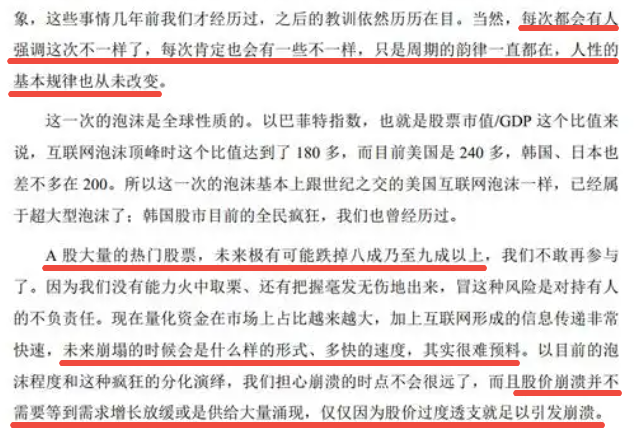 象，这些事情几年前我们才经历过，之后的教训依然历历在目。当然，每次都会有人
强调这次不一样了，每次肯定也会有一些不一样，只是周期的韵律一直都在，人性的
基本规律也从未改变。
这一次的泡沫是全球性质的。以巴菲特指数，也就是股票市值/GDP 这个比值来
说，互联网泡沫顶峰时这个比值达到了 180 多，而目前美国是 240 多，韩国、日本也
差不多在 200。所以这一次的泡沫基本上跟世纪之交的美国互联网泡沫一样，已经属
于超大型泡沫了；韩国股市目前的全民疯狂，我们也曾经历过。
A 股大量的热门股票，未来极有可能跌掉八成乃至九成以上，我们不敢再参与
了。因为我们没有能力火中取栗、还有把握毫发无伤地出来，冒这种风险是对持有人
的不负责任。现在量化资金在市场上占比越来越大，加上互联网形成的信息传递非常
快速，未来崩塌的时候会是什么样的形式、多快的速度，其实很难预料。以目前的泡
沫程度和这种疯狂的分化演绎，我们担心崩溃的时点不会很远了，而且股价崩溃并不
需要等到需求增长放缓或是供给大量涌现，仅仅因为股价过度透支就足以引发崩溃。